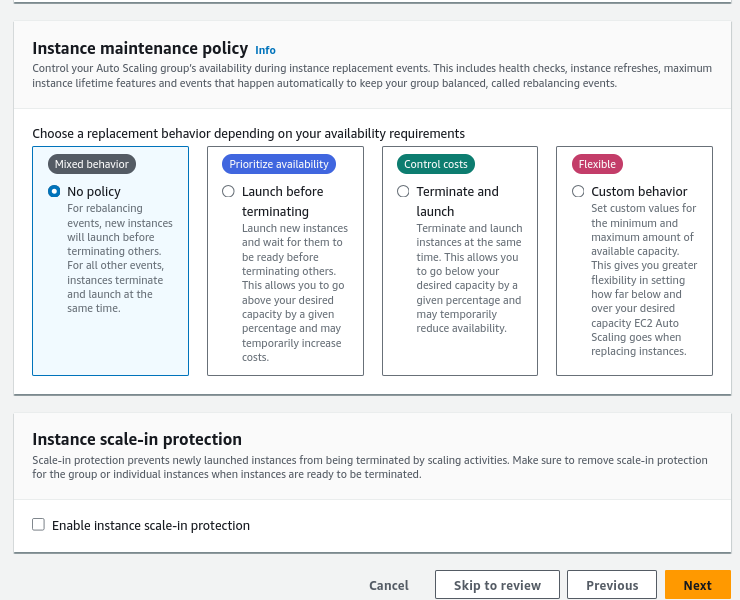 Instance maintenance policy Info
Control your Auto Scaling group's availability during instance replacement events. This includes health checks, instance refreshes, maximum
instance lifetime features and events that happen automatically to keep your group balanced, called rebalancing events.
Choose a replacement behavior depending on your availability requirements
Mixed behavior
No policy
For rebalancing
events, new instances
will launch before
terminating others.
For all other events,
instances terminate
and launch at the
same time.
Prioritize availability
Launch before
terminating
Launch new instances
and wait for them to
be ready before
terminating others.
This allows you to go
above your desired
capacity by a given
percentage and may
temporarily increase
costs.
Control costs
Terminate and
launch
Terminate and launch
instances at the same
time. This allows you
to go below your
desired capacity by a
given percentage and
may temporarily
reduce availability.
Flexible
Custom behavior
Set custom values for
the minimum and
maximum amount of
available capacity.
This gives you greater
flexibility in setting
how far below and
over your desired
capacity EC2 Auto
Scaling goes when
replacing instances.
Instance scale-in protection
Scale-in protection prevents newly launched instances from being terminated by scaling activities. Make sure to remove scale-in protection
for the group or individual instances when instances are ready to be terminated.
Enable instance scale-in protection
Cancel Skip to review Previous Next